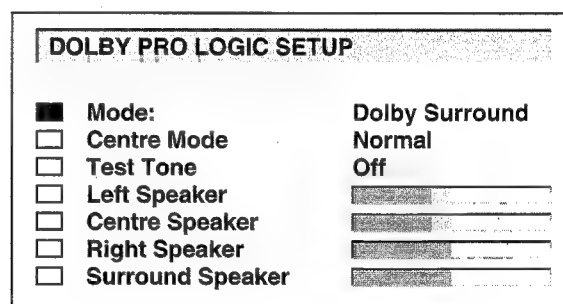 DOLBY PRO LOGIC SETUP
Mode: Dolby Surround
Centre Mode Normal
Test Tone Off
Left Speaker
Centre Speaker
Right Speaker
Surround Speaker